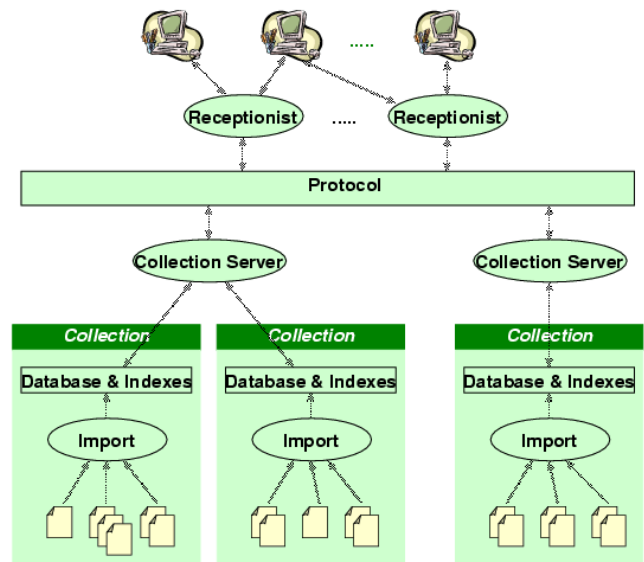 .....
Receptionist ..... Receptionist
Protocol
Collection Server Collection Server
Collection Collection Collection
Database & Indexes Database & Indexes Database & Indexes
Import Import Import